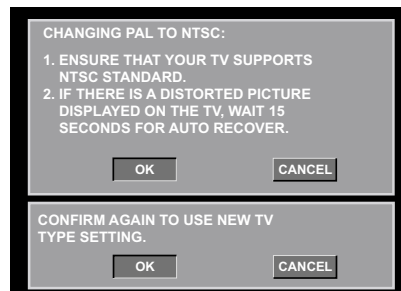 CHANGING PAL TO NTSC:
1. ENSURE THAT YOUR TV SUPPORTS
NTSC STANDARD.
2. IF THERE IS A DISTORTED PICTURE
DISPLAYED ON THE TV, WAIT 15
SECONDS FOR AUTO RECOVER.
OK CANCEL
CONFIRM AGAIN TO USE NEW TV
TYPE SETTING.
OK CANCEL